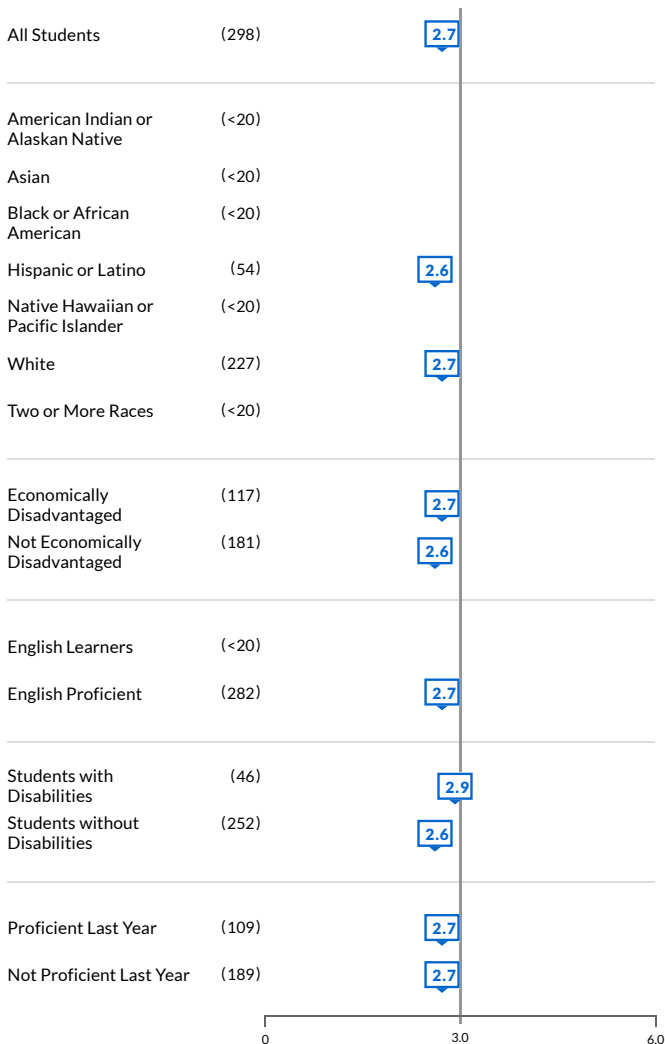 All Students (298) 2.7
American Indian or (<20)
Alaskan Native
Asian (<20)
Black or African (<20)
American
Hispanic or Latino (54) 2.6
Native Hawaiian or (<20)
Pacific Islander
White (227) 2.7
Two or More Races (<20)
Economically (117) 2.7
Disadvantaged
Not Economically (181) 2.6
Disadvantaged
English Learners (<20)
English Proficient (282) 2.7
Students with (46) 2.9
Disabilities
Students without (252) 2.6
Disabilities
Proficient Last Year (109) 2.7
Not Proficient Last Year (189) 2.7
0 3.0 6.0